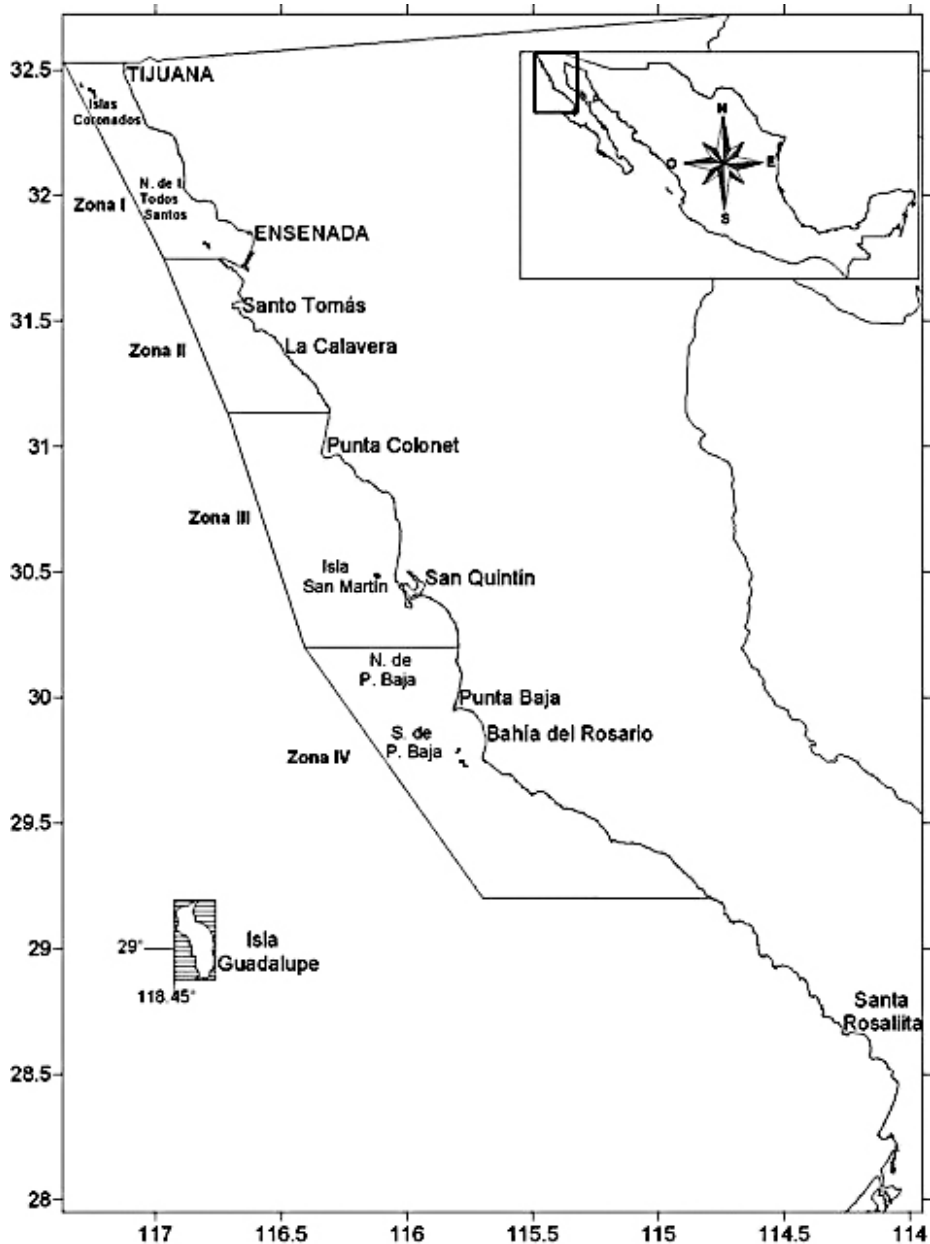 32.5
TIJUANA
Islas
Coronados
N
O
E
S
32
Zona I
N. de I.
Todos
Santos
ENSENADA
31.5
Santo Tomás
Zona II
La Calavera
31
Punta Colonet
Zona III
30.5
Isla
San Martín
San Quintín
N. de
P. Baja
30
Punta Baja
S. de
P. Baja
Bahía del Rosario
Zona IV
29.5
29
29°
Isla
Guadalupe
118.45°
Santa
Rosaliita
28.5
28
117
116.5
116
115.5
115
114.5
114